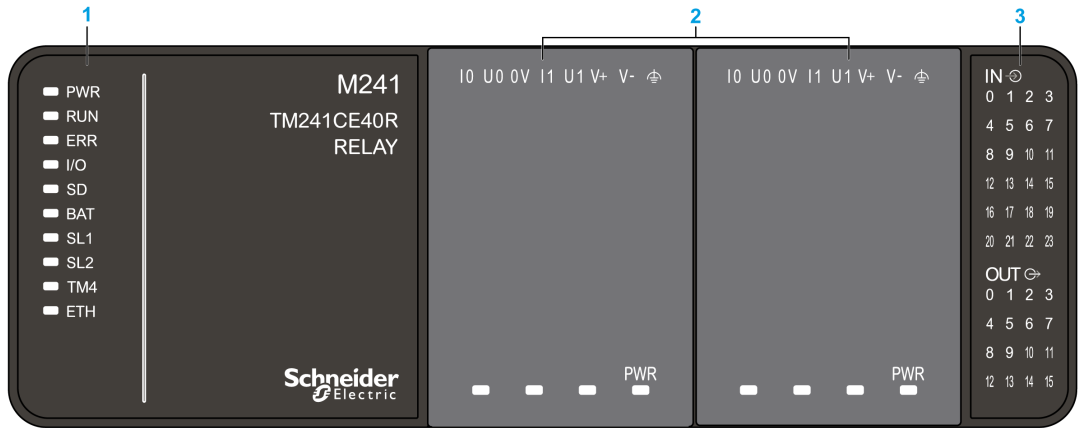 1
2
3
PWR
RUN
ERR
I/O
SD
BAT
SL1
SL2
TM4
ETH
M241
TM241CE40R
RELAY
Schneider
Electric
I0 U0 0V I1 U1 V+ V-
PWR
I0 U0 0V I1 U1 V+ V-
PWR
IN
0 1 2 3
4 5 6 7
8 9 10 11
12 13 14 15
16 17 18 19
20 21 22 23
OUT
0 1 2 3
4 5 6 7
8 9 10 11
12 13 14 15